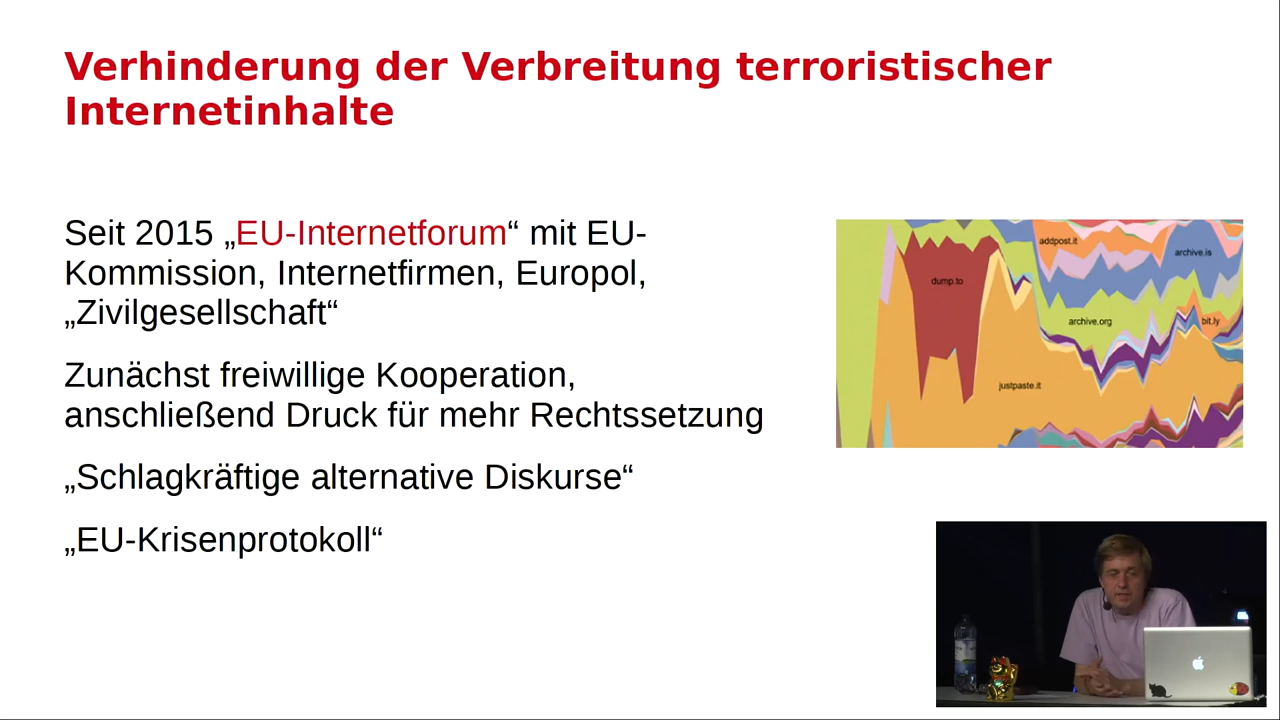 Verhinderung der Verbreitung terroristischer
Internetinhalte
Seit 2015 „EU-Internetforum“ mit EU-
Kommission, Internetfirmen, Europol,
„Zivilgesellschaft“
Zunächst freiwillige Kooperation,
anschließend Druck für mehr Rechtssetzung
„Schlagkräftige alternative Diskurse“
„EU-Krisenprotokoll“
addpost.it
archive.is
dump.to
archive.org
bit.ly
justpaste.it